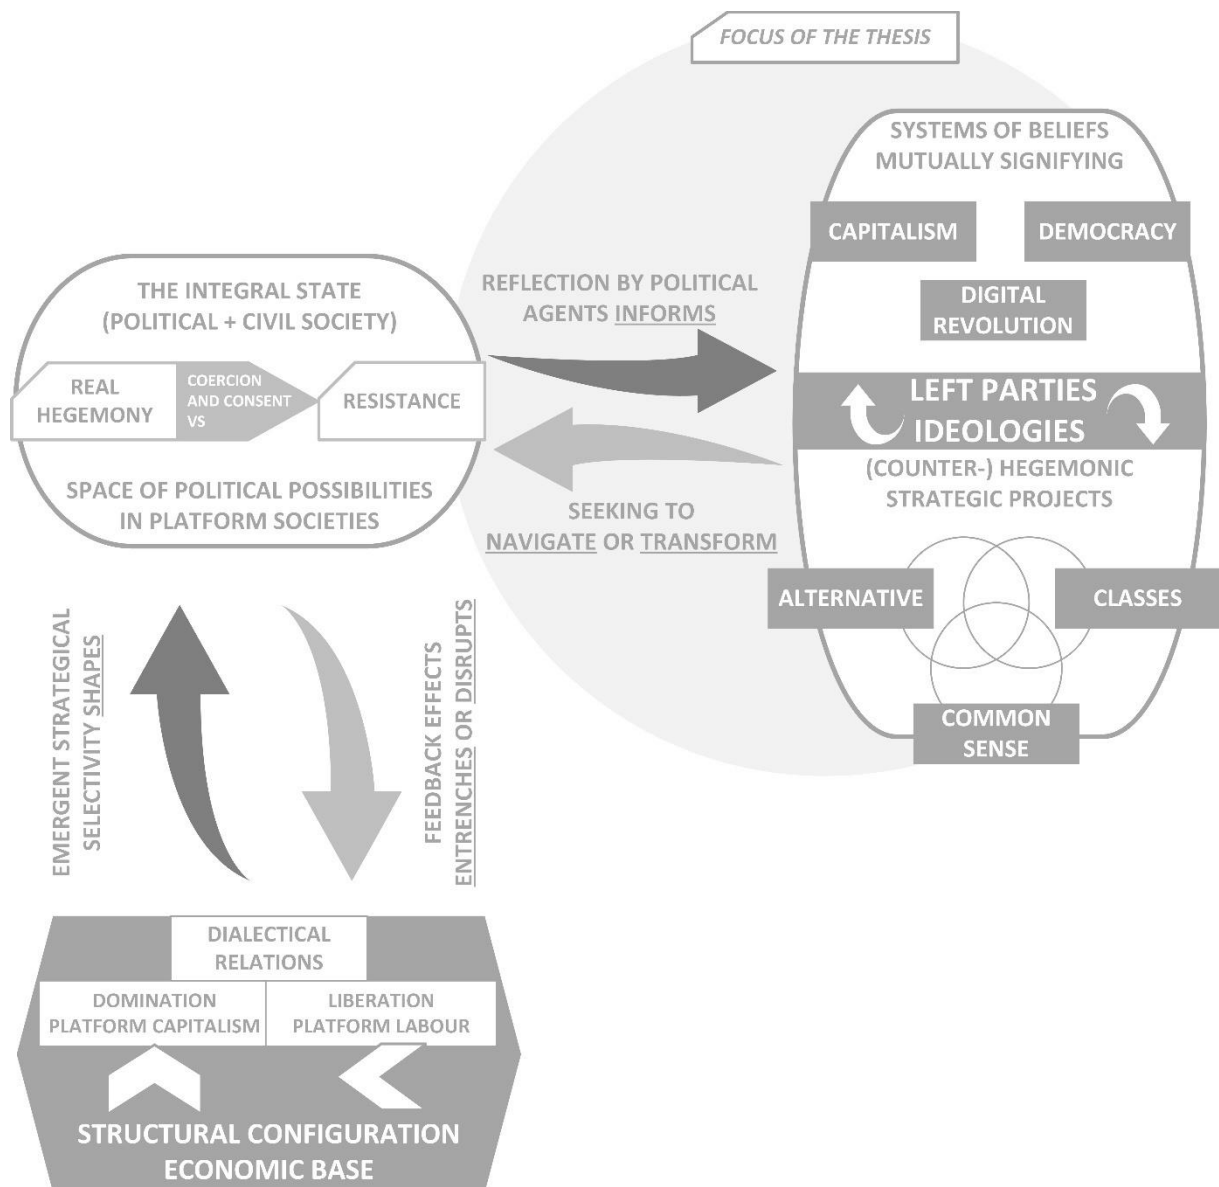 FOCUS OF THE THESIS
SYSTEMS OF BELIEFS
MUTUALLY SIGNIFYING
CAPITALISM
DEMOCRACY
DIGITAL
REVOLUTION
LEFT PARTIES
IDEOLOGIES
(COUNTER-) HEGEMONIC
STRATEGIC PROJECTS
ALTERNATIVE
CLASSES
COMMON
SENSE
REFLECTION BY POLITICAL
AGENTS INFORMS
SEEKING TO
NAVIGATE OR TRANSFORM
THE INTEGRAL STATE
(POLITICAL + CIVIL SOCIETY)
REAL
HEGEMONY
COERCION
AND CONSENT
VS
RESISTANCE
SPACE OF POLITICAL POSSIBILITIES
IN PLATFORM SOCIETIES
EMERGENT STRATEGICAL
SELECTIVITY SHAPES
FEEDBACK EFFECTS
ENTRENCHES OR DISRUPTS
DIALECTICAL
RELATIONS
DOMINATION
PLATFORM CAPITALISM
LIBERATION
PLATFORM LABOUR
STRUCTURAL CONFIGURATION
ECONOMIC BASE